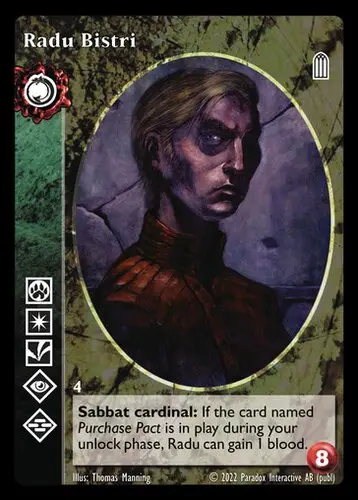 Radu Bistri
4
Sabbat cardinal: If the card named
Purchase Pact is in play during your
unlock phase, Radu can gain 1 blood.
8
Illus: Thomas Manning © 2022 Paradox Interactive AB (publ)